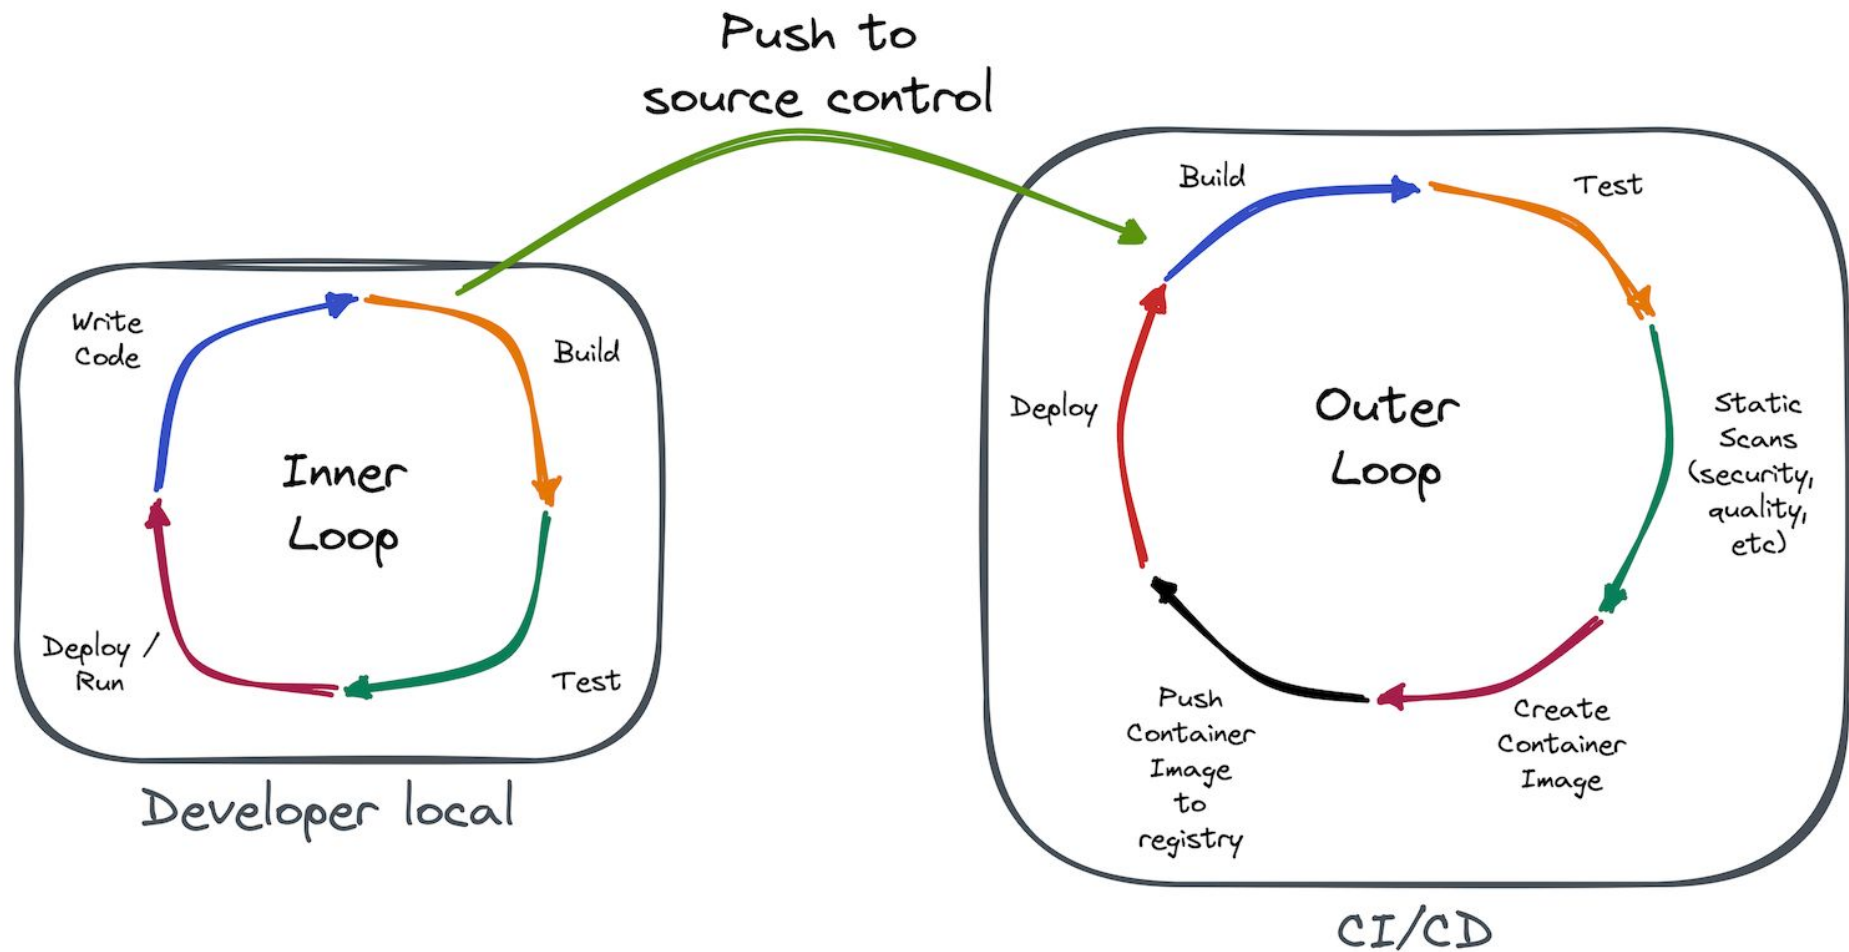 Push to
source control
Write
Code
Build
Inner
Loop
Deploy /
Run
Test
Developer local
Build
Test
Deploy
Outer
Loop
Static
Scans
(security,
quality,
etc)
Push
Container
Image
to
registry
Create
Container
Image
CI/CD